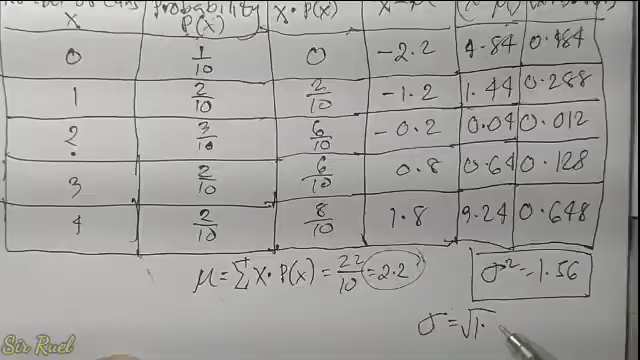 X P(X) X · P(X)
0 1/10 0 -2.2 4.84 0.484
1 2/10 2/10 -1.2 1.44 0.288
2 3/10 6/10 -0.2 0.04 0.012
3 2/10 6/10 0.8 0.64 0.128
4 2/10 8/10 1.8 9.24 0.648
μ = ∑ X · P(X) = 22/10 = 2.2 σ² = 1.56
σ = √1.
Sir Ruel